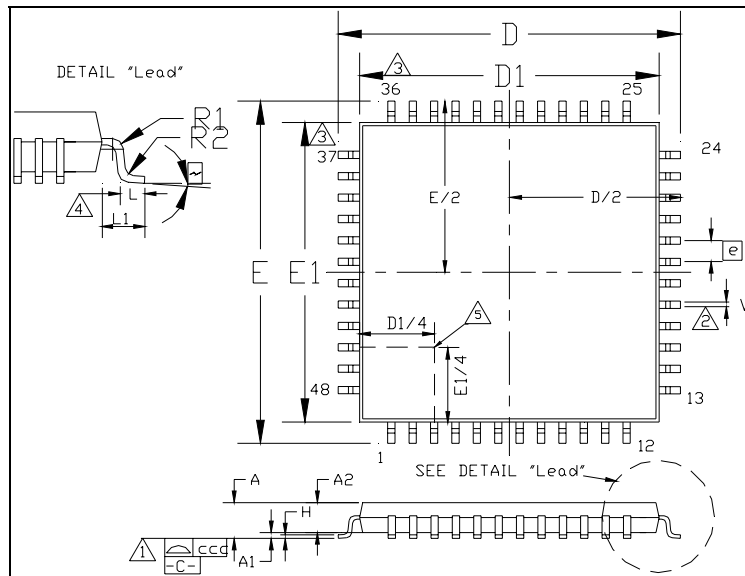 D
DETAIL "Lead"
3
D1
36
25
R1
R2
3
37
24
4
L
L1
E/2
D/2
E
E1
e
D1/4
5
2
E1/4
48
13
1
12
SEE DETAIL "Lead"
A
A2
H
1
ccc
A1
-C-